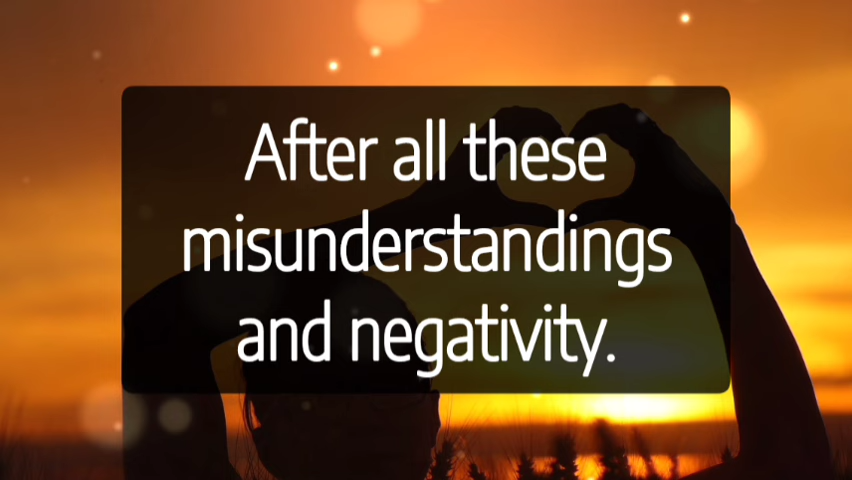 After all these
misunderstandings
and negativity.